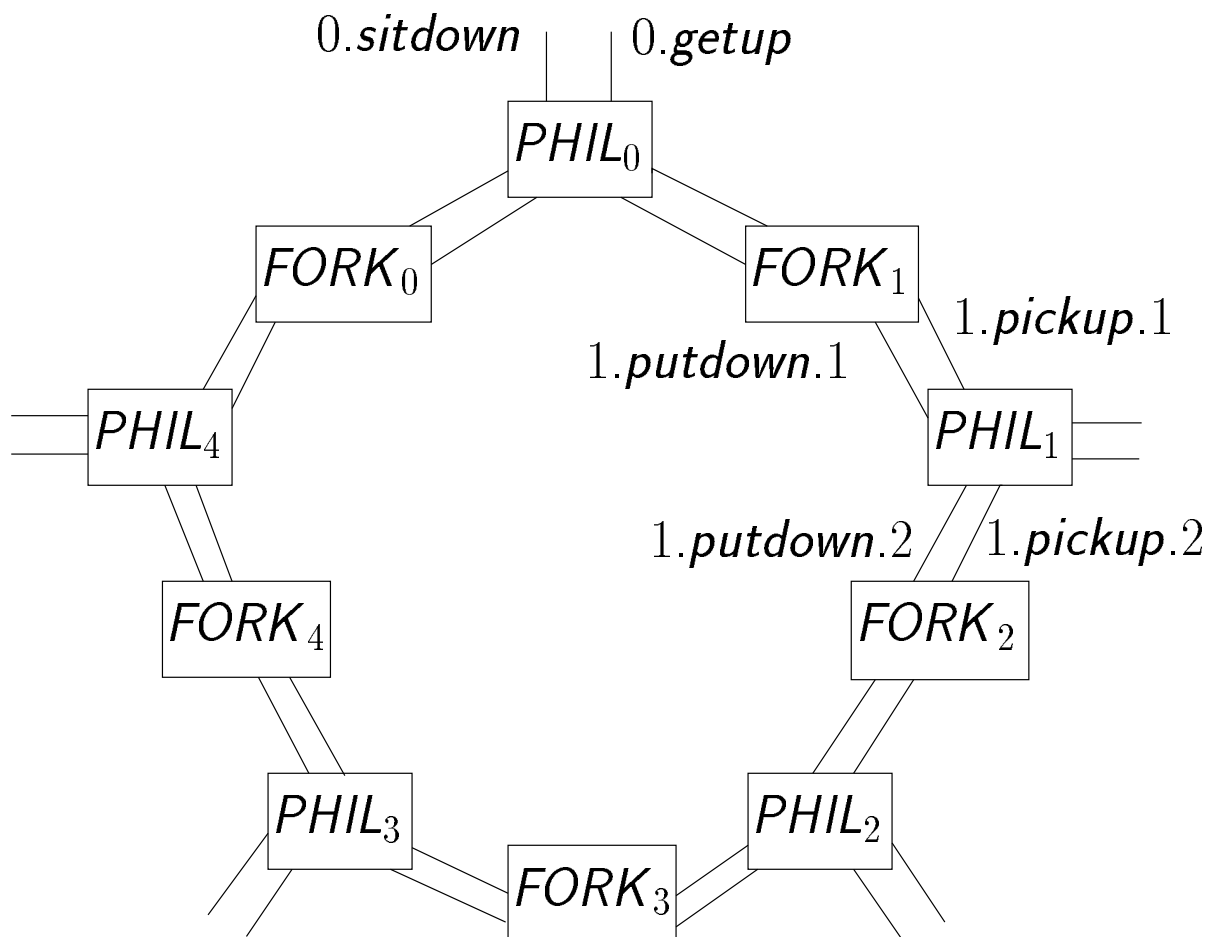 0.sitdown 0.getup
PHIL₀
FORK₀ FORK₁
1.pickup.1
1.putdown.1
PHIL₄ PHIL₁
1.putdown.2 1.pickup.2
FORK₄ FORK₂
PHIL₃ PHIL₂
FORK₃